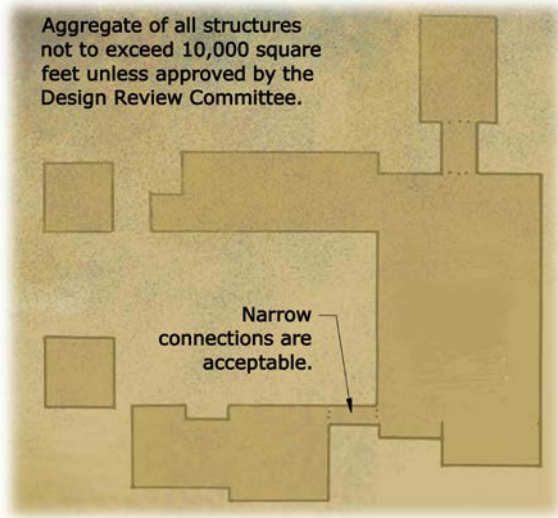 Aggregate of all structures
not to exceed 10,000 square
feet unless approved by the
Design Review Committee.
Narrow
connections are
acceptable.